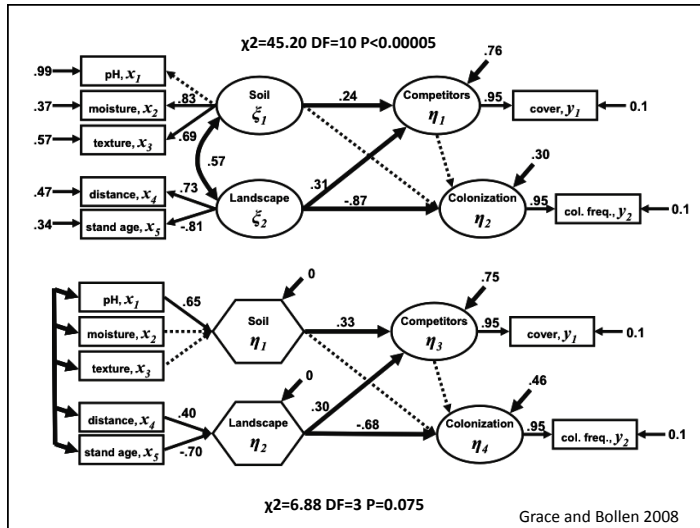 χ2=45.20 DF=10 P<0.00005
.99
pH, x1
.37
moisture, x2
.83
.57
texture, x3
.69
Soil
ξ1
.24
Competitors
η1
.76
.95
cover, y1
0.1
.57
.47
distance, x4
.73
.34
stand age, x5
-.81
Landscape
ξ2
.31
-.87
Colonization
η2
.30
.95
col. freq., y2
0.1
pH, x1
.65
moisture, x2
texture, x3
Soil
η1
0
.33
Competitors
η3
.75
.95
cover, y1
0.1
distance, x4
.40
stand age, x5
-.70
Landscape
η2
0
.30
-.68
Colonization
η4
.46
.95
col. freq., y2
0.1
χ2=6.88 DF=3 P=0.075
Grace and Bollen 2008